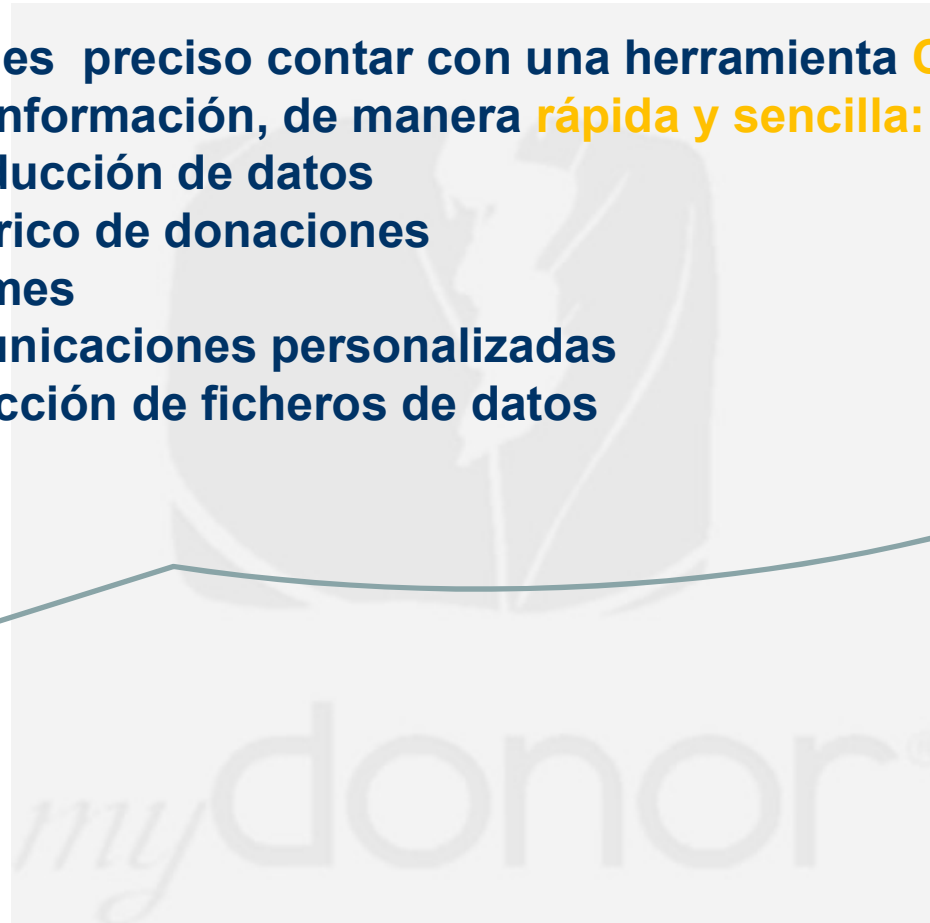 es preciso contar con una herramienta
nformación, de manera rápida y sencilla:
ducción de datos
rico de donaciones
mes
unicaciones personalizadas
cción de ficheros de datos
mydonor®